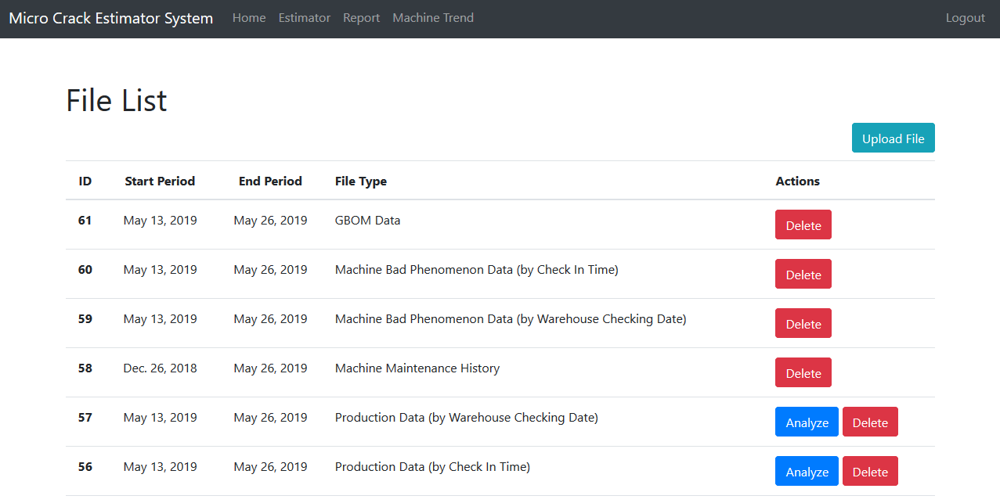 Micro Crack Estimator System Home Estimator Report Machine Trend Logout
File List
Upload File
ID Start Period End Period File Type Actions
61 May 13, 2019 May 26, 2019 GBOM Data Delete
60 May 13, 2019 May 26, 2019 Machine Bad Phenomenon Data (by Check In Time) Delete
59 May 13, 2019 May 26, 2019 Machine Bad Phenomenon Data (by Warehouse Checking Date) Delete
58 Dec. 26, 2018 May 26, 2019 Machine Maintenance History Delete
57 May 13, 2019 May 26, 2019 Production Data (by Warehouse Checking Date) Analyze Delete
56 May 13, 2019 May 26, 2019 Production Data (by Check In Time) Analyze Delete